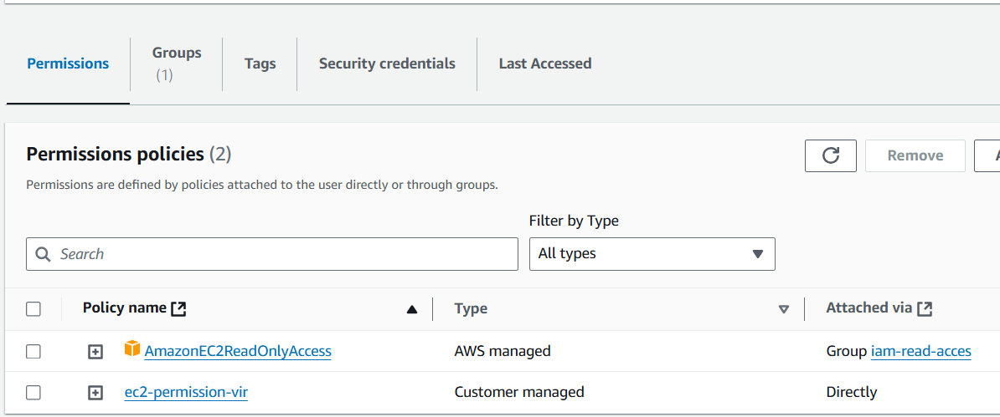 Permissions
Groups
(1)
Tags
Security credentials
Last Accessed
Permissions policies (2)
Remove
Permissions are defined by policies attached to the user directly or through groups.
Filter by Type
Search
All types
Policy name
Type
Attached via
AmazonEC2ReadOnlyAccess
AWS managed
Group iam-read-acces
ec2-permission-vir
Customer managed
Directly